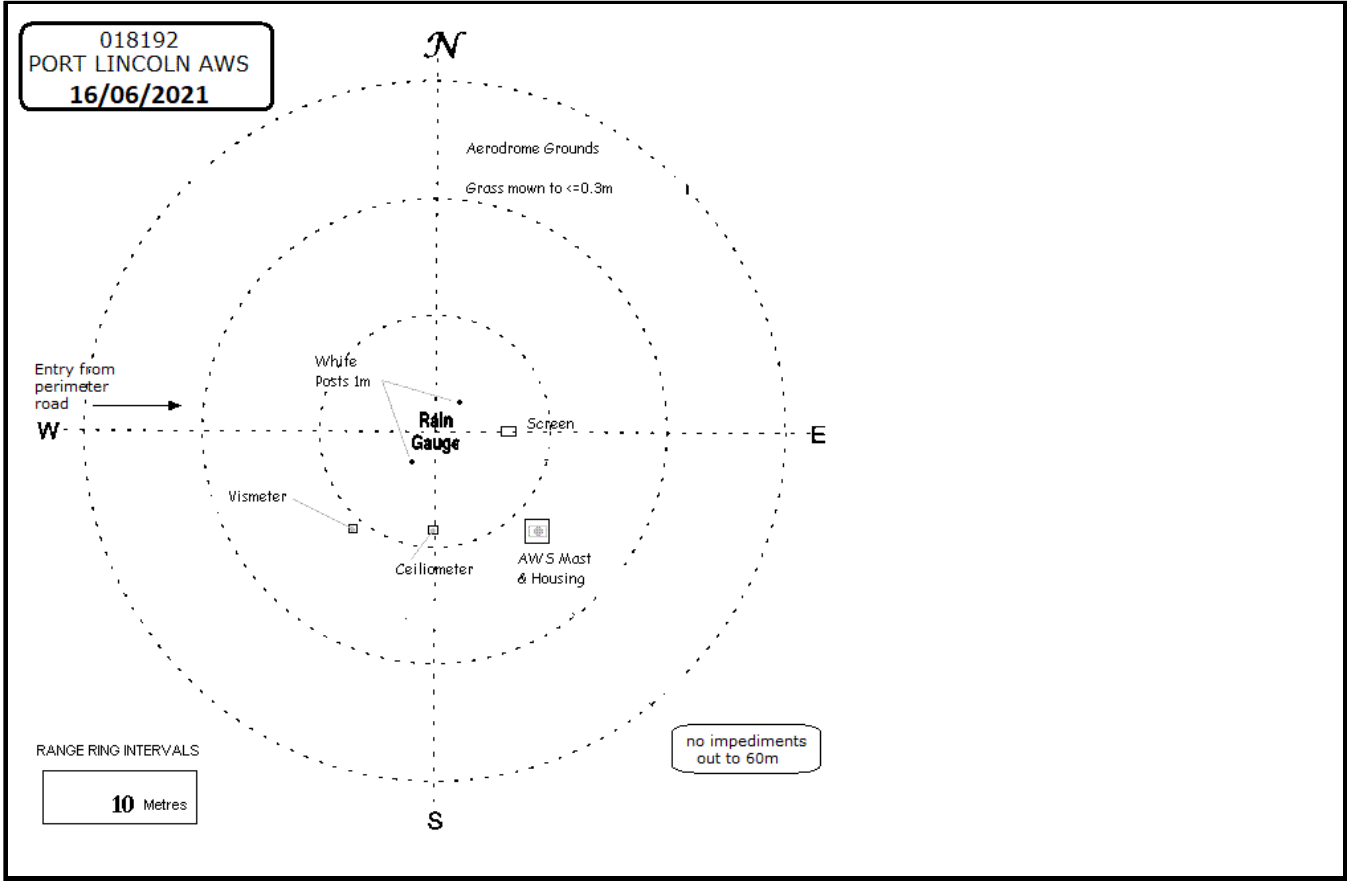 018192
PORT LINCOLN AWS
16/06/2021
N
Aerodrome Grounds
Grass mown to <=0.3m
Entry from
perimeter
road
White
Posts 1m
Rain
Gauge
Screen
W
E
Vismeter
Ceiliometer
AWS Mast
& Housing
no impediments
out to 60m
RANGE RING INTERVALS
10 Metres
S